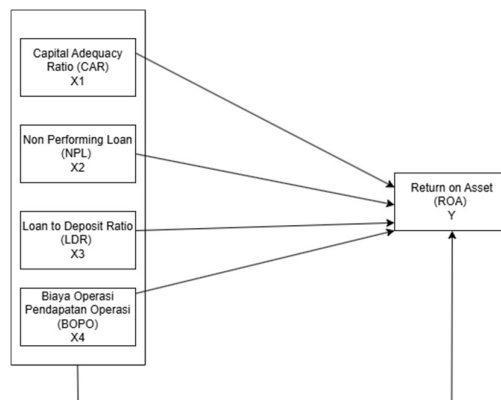 Capital Adequacy
Ratio (CAR)
X1
Non Performing Loan
(NPL)
X2
Loan to Deposit Ratio
(LDR)
X3
Biaya Operasi
Pendapatan Operasi
(BOPO)
X4
Return on Asset
(ROA)
Y